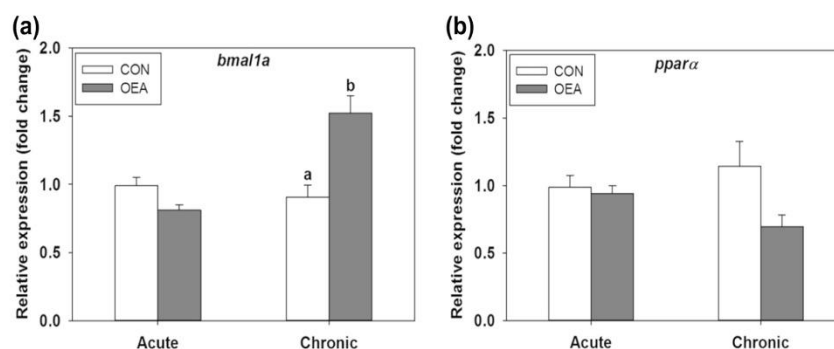 (a)
bmal1a
CON
OEA
Relative expression (fold change)
2.0
1.5
1.0
0.5
0.0
a
b
Acute
Chronic
(b)
pparα
CON
OEA
Relative expression (fold change)
2.0
1.5
1.0
0.5
0.0
Acute
Chronic